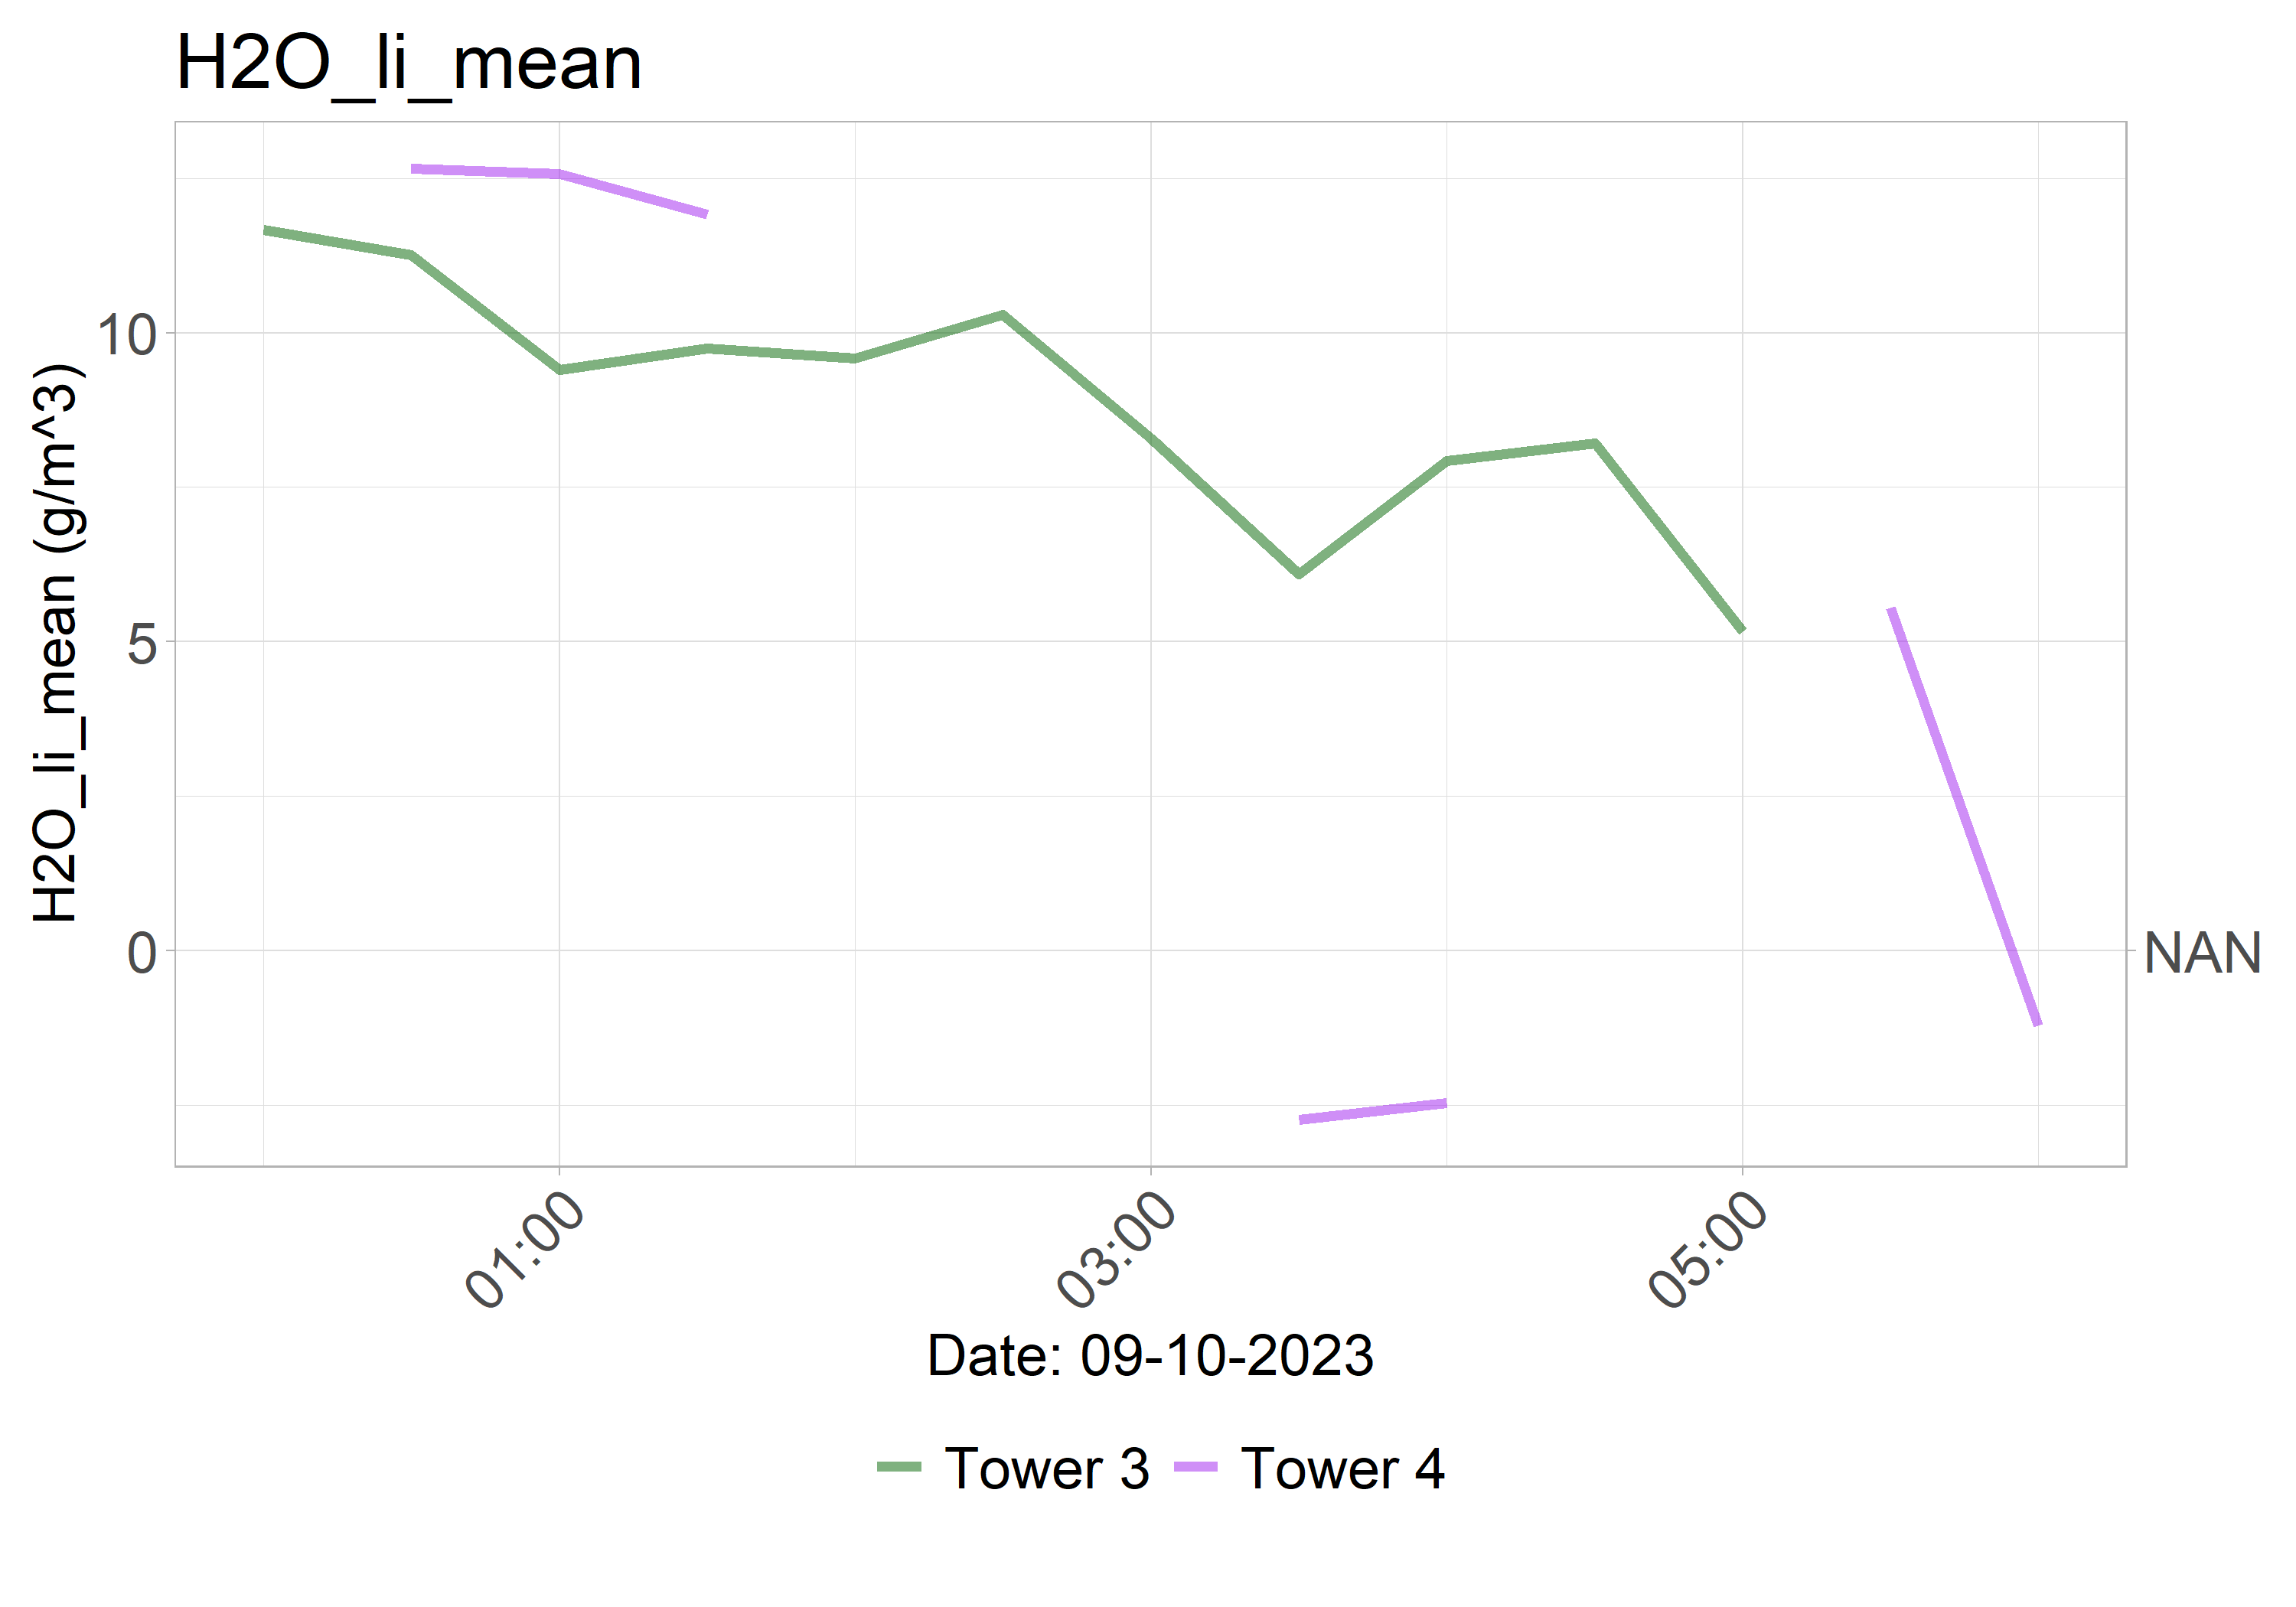 H2O_li_mean
H2O_li_mean (g/m^3)
10
5
0
NAN
01:00
03:00
05:00
Date: 09-10-2023
Tower 3
Tower 4